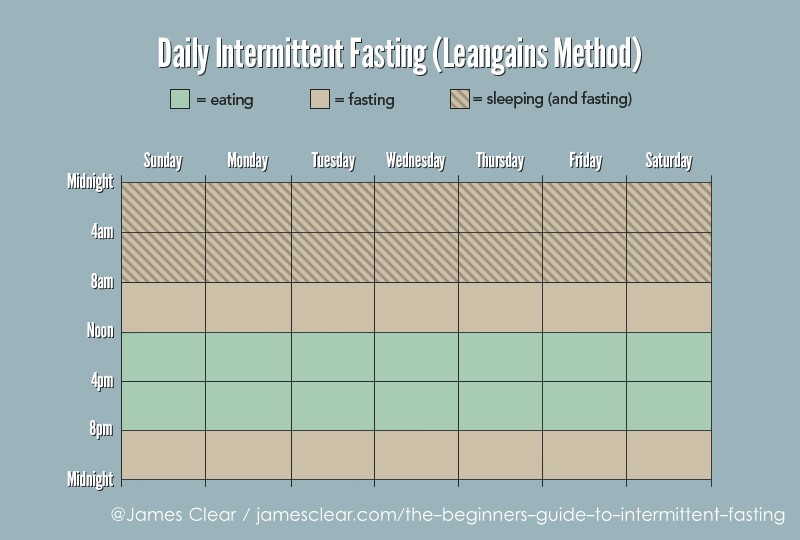 Daily Intermittent Fasting (Leangains Method)
= eating = fasting = sleeping (and fasting)
Sunday Monday Tuesday Wednesday Thursday Friday Saturday
Midnight
4am
8am
Noon
4pm
8pm
Midnight
@James Clear / jamesclear.com/the-beginners-guide-to-intermittent-fasting